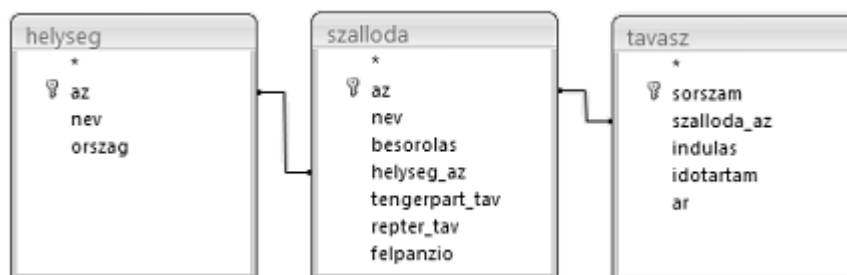 helyseg
*
az
nev
orszag
szalloda
*
az
nev
besorolas
helyseg_az
tengerpart_tav
repter_tav
felpanzio
tavasz
*
sorszam
szalloda_az
indulas
idotartam
ar